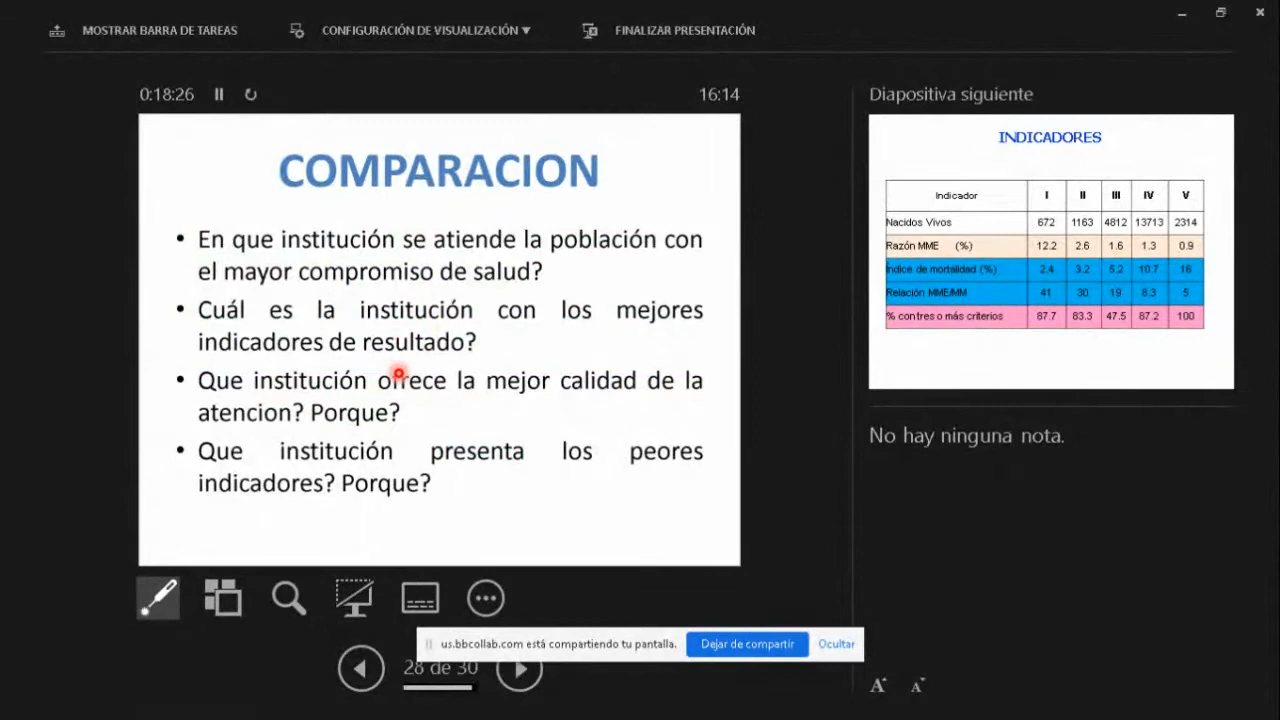 MOSTRAR BARRA DE TAREAS
CONFIGURACIÓN DE VISUALIZACIÓN ▼
FINALIZAR PRESENTACIÓN
0:18:26
16:14
COMPARACION
• En que institución se atiende la población con
el mayor compromiso de salud?
• Cuál es la institución con los mejores
indicadores de resultado?
• Que institución ofrece la mejor calidad de la
atencion? Porque?
• Que institución presenta los peores
indicadores? Porque?
Diapositiva siguiente
INDICADORES
Indicador I II III IV V
Nacidos Vivos 672 1163 4812 13713 2314
Razón MME (%) 12.2 2.6 1.6 1.3 0.9
Índice de mortalidad (%) 2.4 3.2 5.2 10.7 16
Relación MME/MM 41 30 19 8.3 5
% con tres o más criterios 87.7 83.3 47.5 87.2 100
No hay ninguna nota.
us.bbcollab.com está compartiendo tu pantalla.
Dejar de compartir
Ocultar
28 de 30
A A